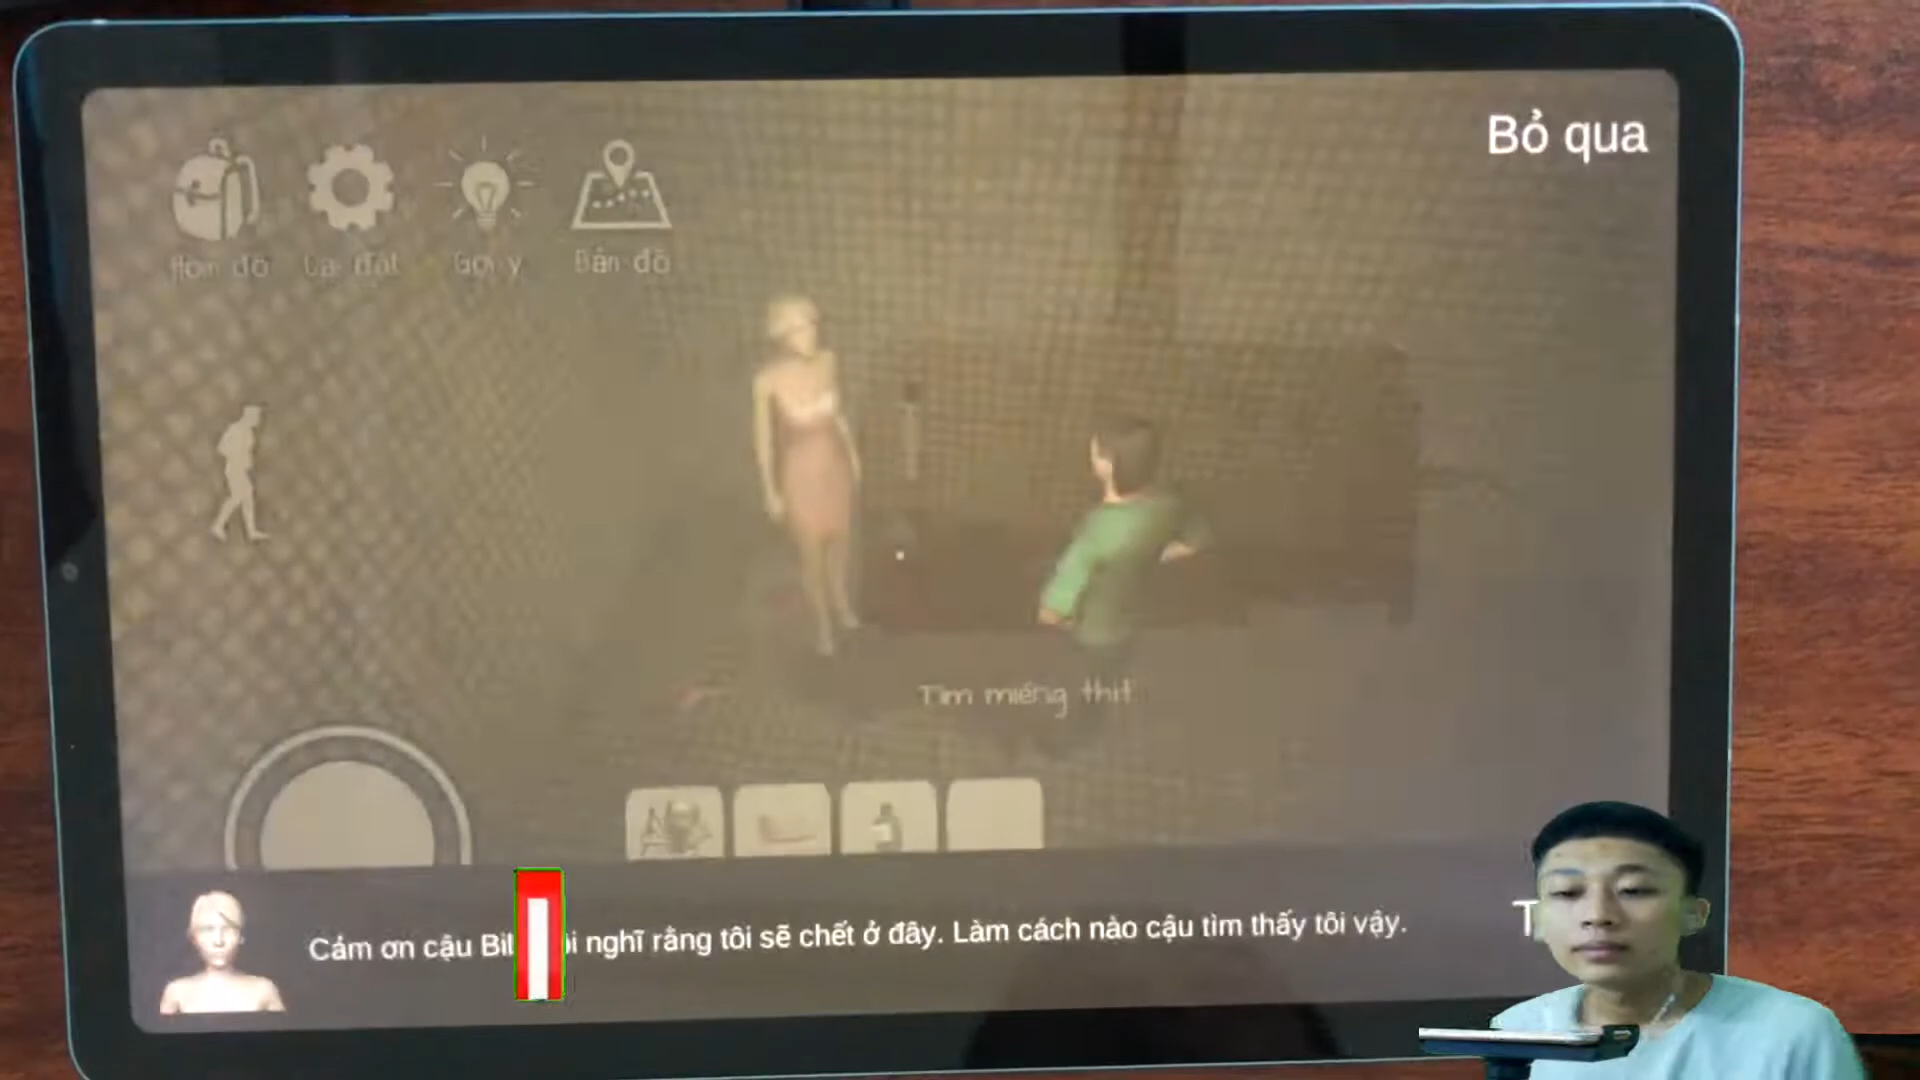 Bỏ qua
Bản đồ
Tìm miếng thịt
Cảm ơn cậu nghĩ rằng tôi sẽ chết ở đây. Làm cách nào cậu tìm thấy tôi vậy.